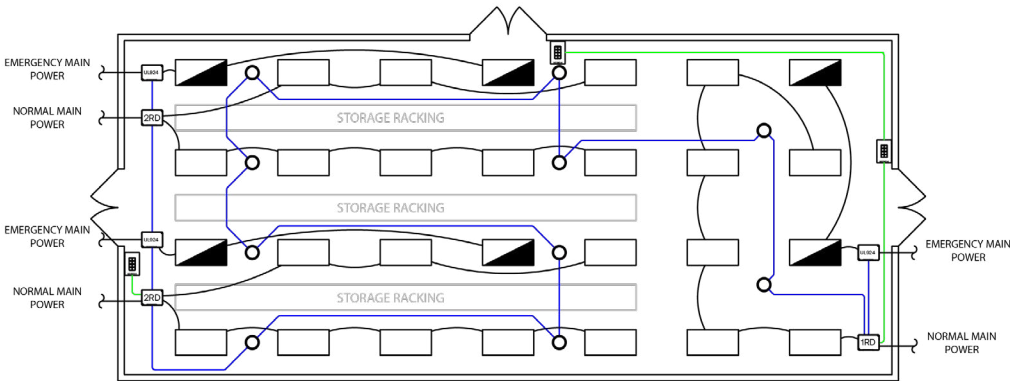 EMERGENCY MAIN
POWER
UL924
NORMAL MAIN
POWER
2RD
STORAGE RACKING
STORAGE RACKING
EMERGENCY MAIN
POWER
UL924
NORMAL MAIN
POWER
2RD
STORAGE RACKING
UL924
EMERGENCY MAIN
POWER
1RD
NORMAL MAIN
POWER